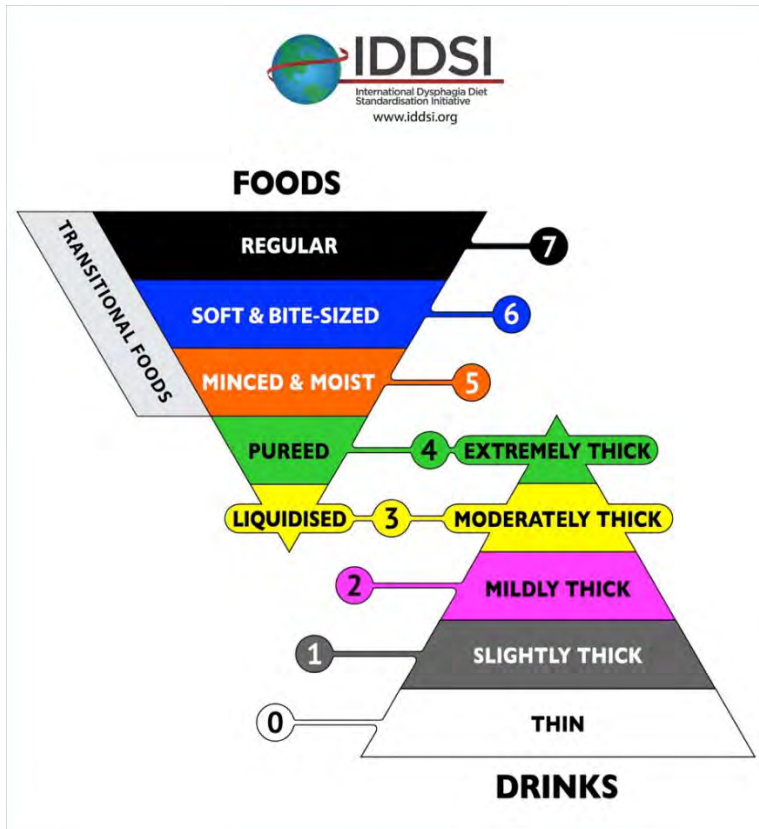 IDDSI
International Dysphagia Diet
Standardisation Initiative
www.iddsi.org
FOODS
TRANSITIONAL FOODS
REGULAR
7
SOFT & BITE-SIZED
6
MINCED & MOIST
5
PUREED
4
EXTREMELY THICK
LIQUIDISED
3
MODERATELY THICK
2
MILDLY THICK
1
SLIGHTLY THICK
0
THIN
DRINKS